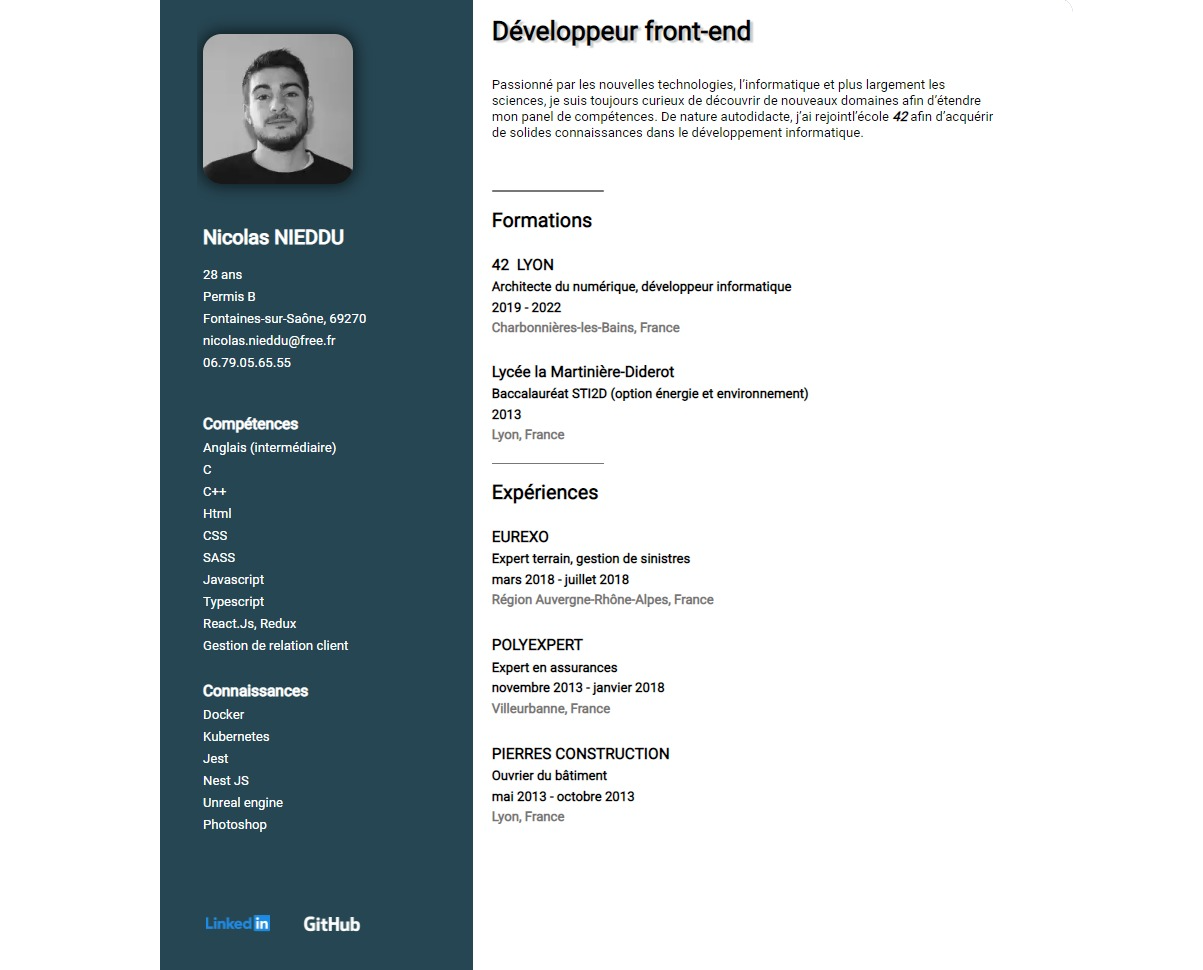 Nicolas NIEDDU
28 ans
Permis B
Fontaines-sur-Saône, 69270
nicolas.nieddu@free.fr
06.79.05.65.55
Compétences
Anglais (intermédiaire)
C
C++
Html
CSS
SASS
Javascript
Typescript
React.Js, Redux
Gestion de relation client
Connaissances
Docker
Kubernetes
Jest
Nest JS
Unreal engine
Photoshop
Linked in
GitHub
Développeur front-end
Passionné par les nouvelles technologies, l’informatique et plus largement les
sciences, je suis toujours curieux de découvrir de nouveaux domaines afin d’étendre
mon panel de compétences. De nature autodidacte, j’ai rejointl’école 42 afin d’acquérir
de solides connaissances dans le développement informatique.
Formations
42 LYON
Architecte du numérique, développeur informatique
2019 - 2022
Charbonnières-les-Bains, France
Lycée la Martinière-Diderot
Baccalauréat STI2D (option énergie et environnement)
2013
Lyon, France
Expériences
EUREXO
Expert terrain, gestion de sinistres
mars 2018 - juillet 2018
Région Auvergne-Rhône-Alpes, France
POLYEXPERT
Expert en assurances
novembre 2013 - janvier 2018
Villeurbanne, France
PIERRES CONSTRUCTION
Ouvrier du bâtiment
mai 2013 - octobre 2013
Lyon, France